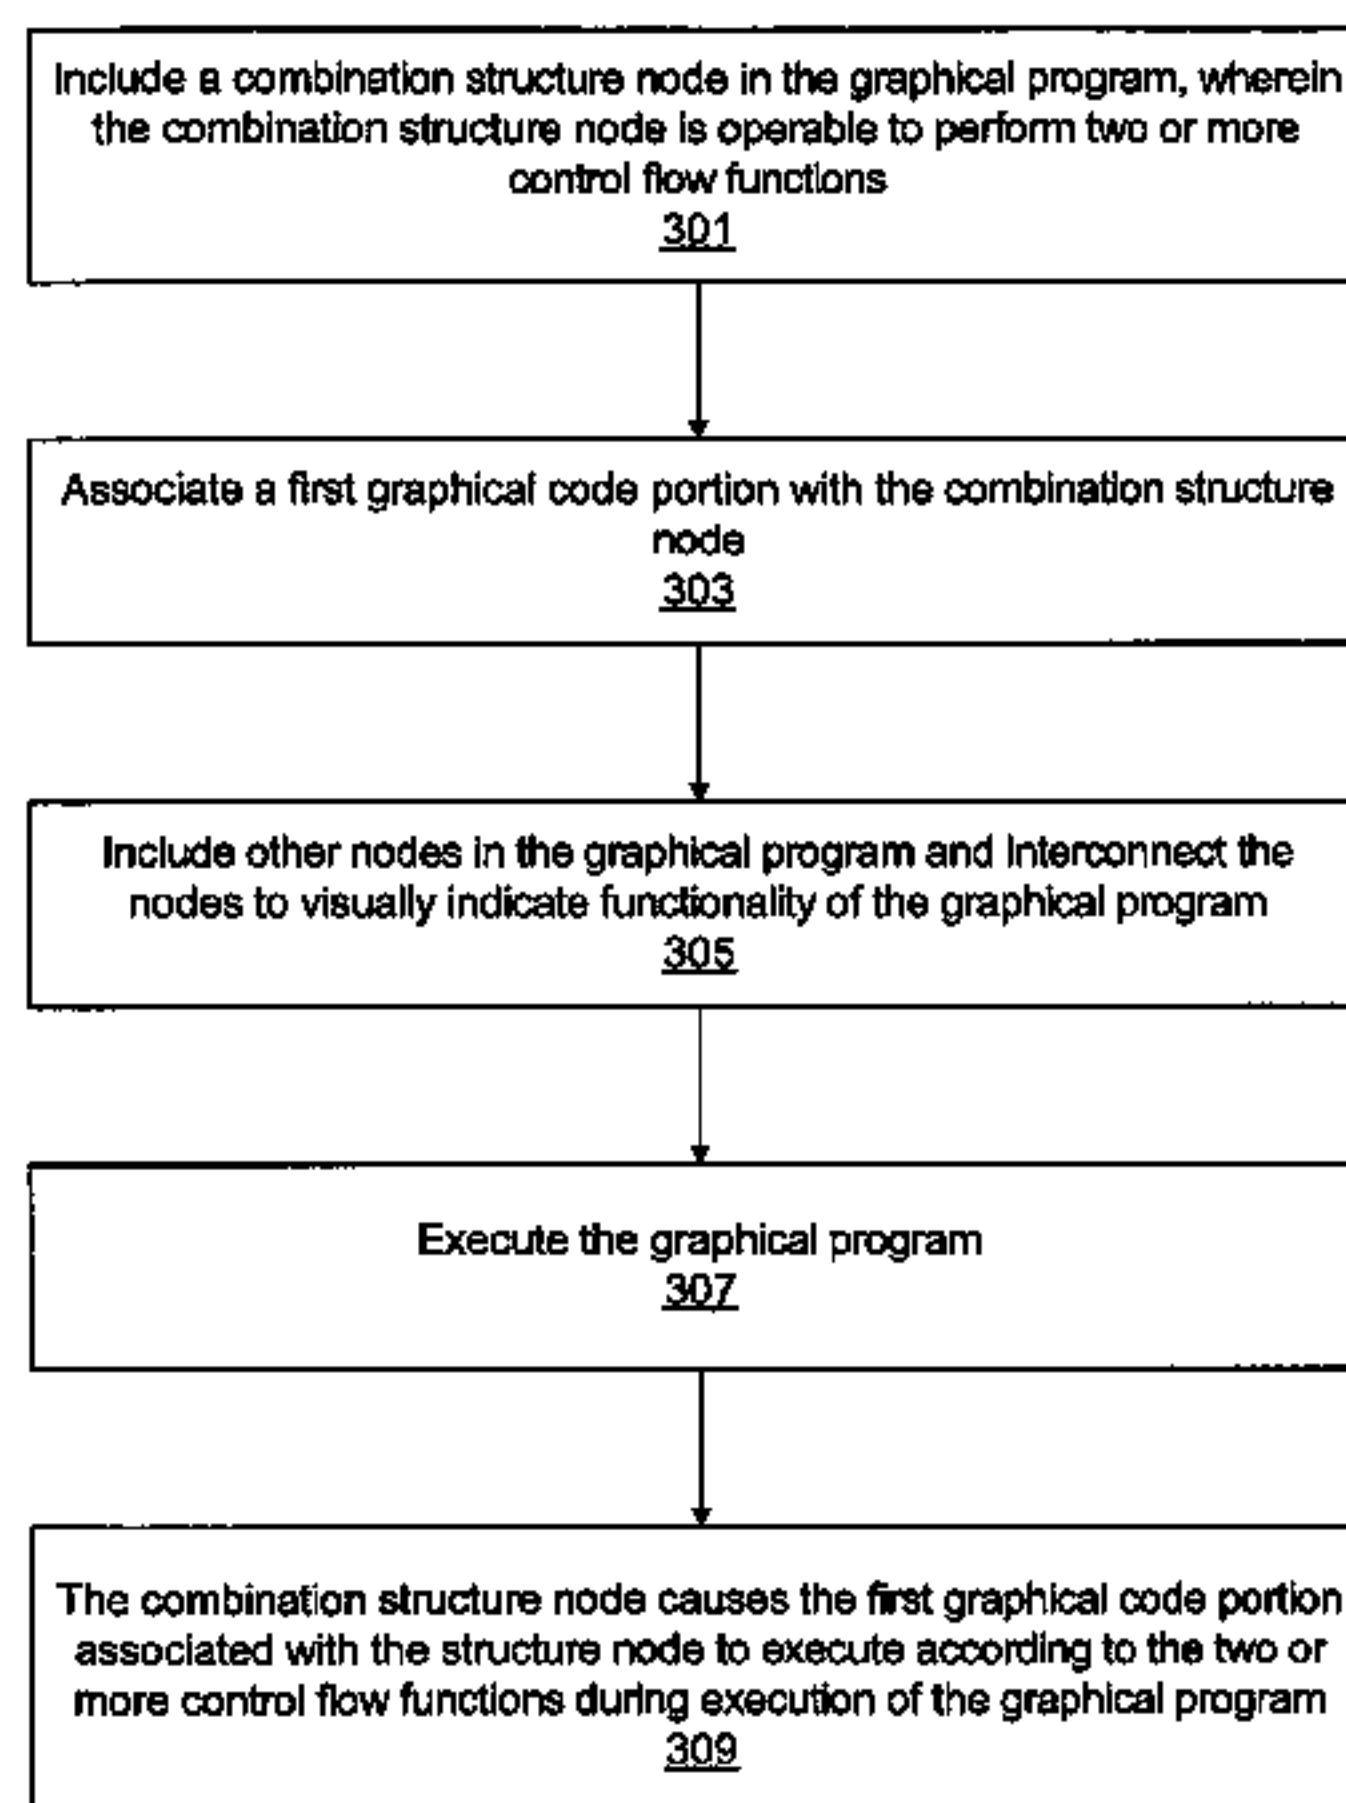 Include a combination structure node in the graphical program, wherein
the combination structure node is operable to perform two or more
control flow functions
301
Associate a first graphical code portion with the combination structure
node
303
Include other nodes in the graphical program and Interconnect the
nodes to visually indicate functionality of the graphical program
305
Execute the graphical program
307
The combination structure node causes the first graphical code portion
associated with the structure node to execute according to the two or
more control flow functions during execution of the graphical program
309